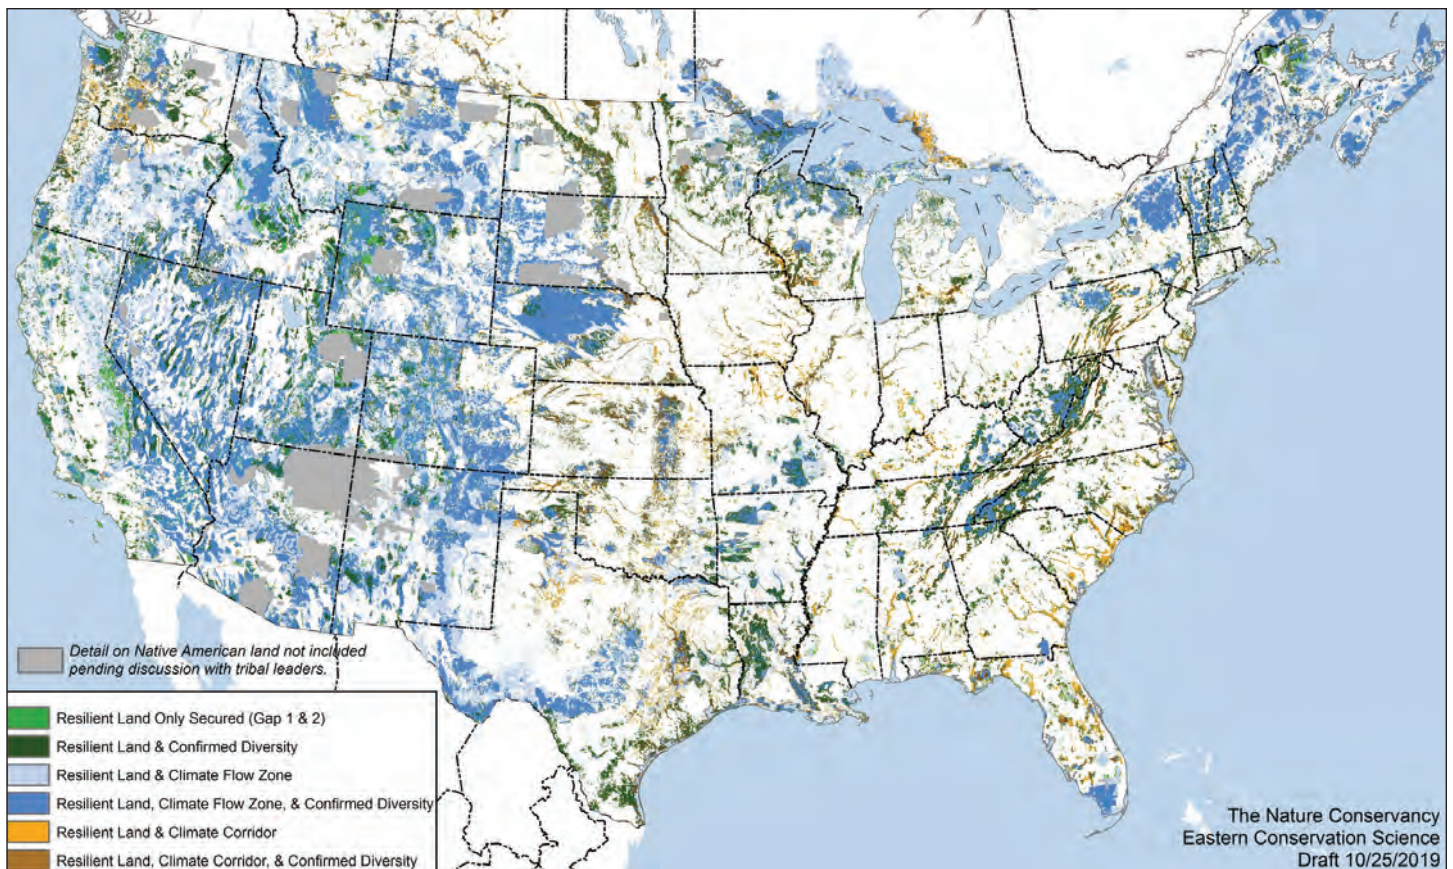 Detail on Native American land not included
pending discussion with tribal leaders.
Resilient Land Only Secured (Gap 1 & 2)
Resilient Land & Confirmed Diversity
Resilient Land & Climate Flow Zone
Resilient Land, Climate Flow Zone, & Confirmed Diversity
Resilient Land & Climate Corridor
Resilient Land, Climate Corridor, & Confirmed Diversity
The Nature Conservancy
Eastern Conservation Science
Draft 10/25/2019